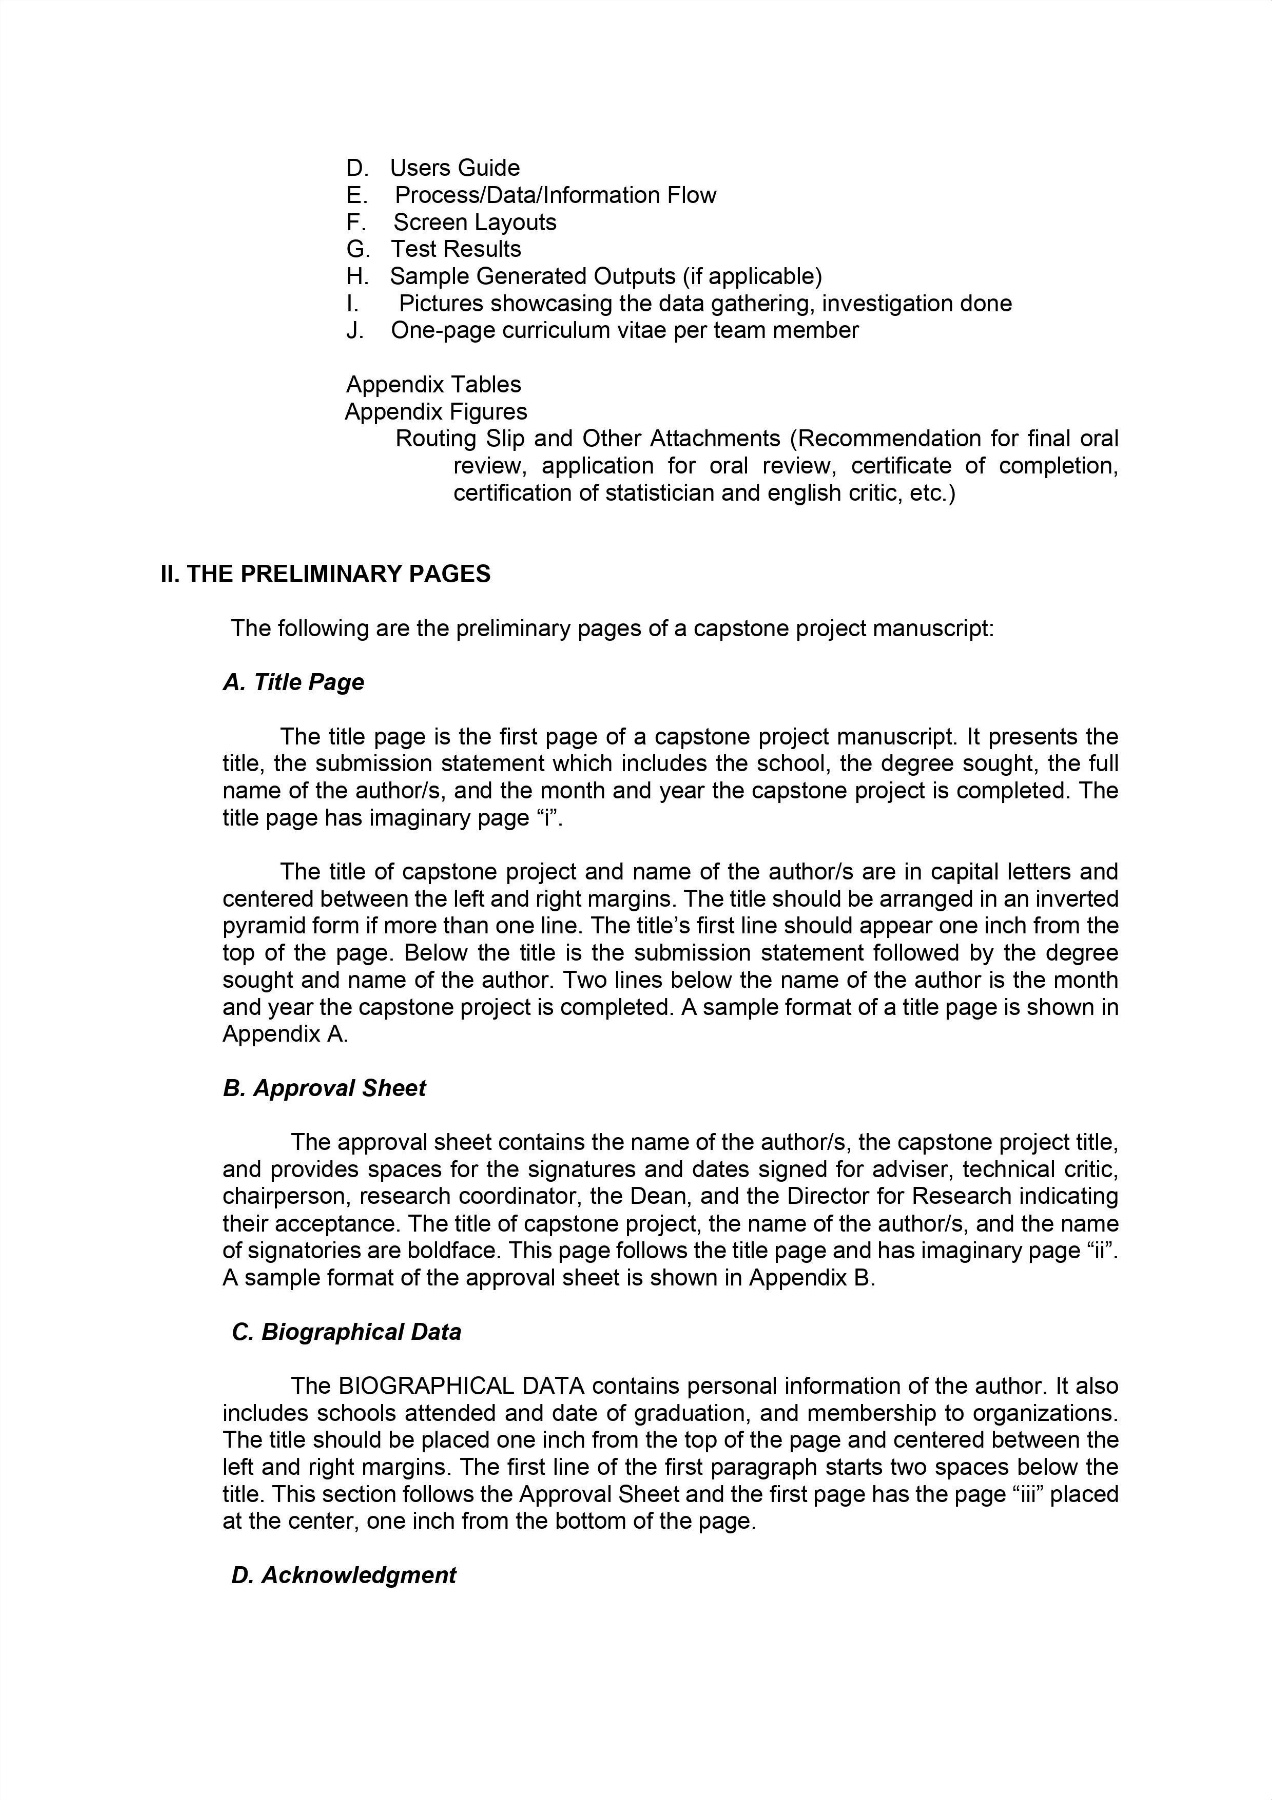 D. Users Guide
E. Process/Data/Information Flow
F. Screen Layouts
G. Test Results
H. Sample Generated Outputs (if applicable)
I. Pictures showcasing the data gathering, investigation done
J. One-page curriculum vitae per team member
Appendix Tables
Appendix Figures
Routing Slip and Other Attachments (Recommendation for final oral
review, application for oral review, certificate of completion,
certification of statistician and english critic, etc.)
II. THE PRELIMINARY PAGES
The following are the preliminary pages of a capstone project manuscript:
A. Title Page
The title page is the first page of a capstone project manuscript. It presents the
title, the submission statement which includes the school, the degree sought, the full
name of the author/s, and the month and year the capstone project is completed. The
title page has imaginary page “i”.
The title of capstone project and name of the author/s are in capital letters and
centered between the left and right margins. The title should be arranged in an inverted
pyramid form if more than one line. The title’s first line should appear one inch from the
top of the page. Below the title is the submission statement followed by the degree
sought and name of the author. Two lines below the name of the author is the month
and year the capstone project is completed. A sample format of a title page is shown in
Appendix A.
B. Approval Sheet
The approval sheet contains the name of the author/s, the capstone project title,
and provides spaces for the signatures and dates signed for adviser, technical critic,
chairperson, research coordinator, the Dean, and the Director for Research indicating
their acceptance. The title of capstone project, the name of the author/s, and the name
of signatories are boldface. This page follows the title page and has imaginary page “ii”.
A sample format of the approval sheet is shown in Appendix B.
C. Biographical Data
The BIOGRAPHICAL DATA contains personal information of the author. It also
includes schools attended and date of graduation, and membership to organizations.
The title should be placed one inch from the top of the page and centered between the
left and right margins. The first line of the first paragraph starts two spaces below the
title. This section follows the Approval Sheet and the first page has the page “iii” placed
at the center, one inch from the bottom of the page.
D. Acknowledgment